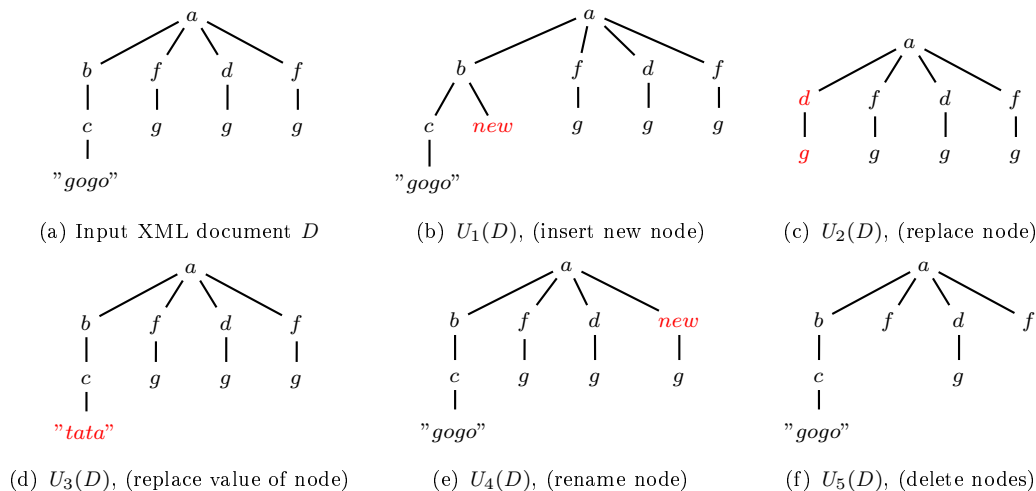 a
b f d f
c g g g
"gogo"
(a) Input XML document D
a
b f d f
c new g g g
"gogo"
(b) U₁(D), (insert new node)
a
d f d f
g g g g
(c) U₂(D), (replace node)
a
b f d f
c g g g
"tata"
(d) U₃(D), (replace value of node)
a
b f d new
c g g g
"gogo"
(e) U₄(D), (rename node)
a
b f d f
c g
"gogo"
(f) U₅(D), (delete nodes)